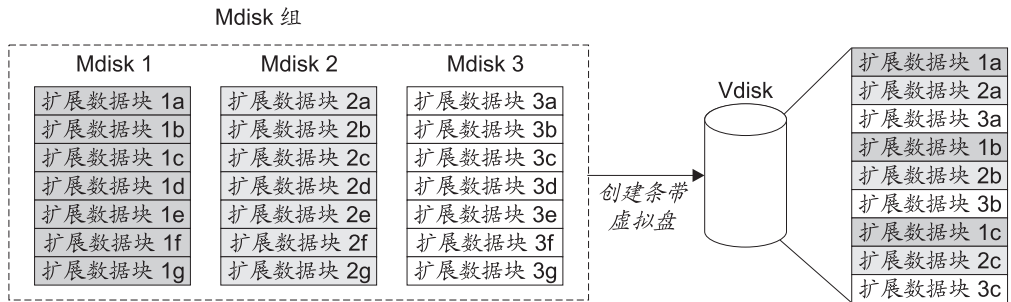 Mdisk 组
Mdisk 1
扩展数据块 1a
扩展数据块 1b
扩展数据块 1c
扩展数据块 1d
扩展数据块 1e
扩展数据块 1f
扩展数据块 1g
Mdisk 2
扩展数据块 2a
扩展数据块 2b
扩展数据块 2c
扩展数据块 2d
扩展数据块 2e
扩展数据块 2f
扩展数据块 2g
Mdisk 3
扩展数据块 3a
扩展数据块 3b
扩展数据块 3c
扩展数据块 3d
扩展数据块 3e
扩展数据块 3f
扩展数据块 3g
创建条带
虚拟盘
Vdisk
扩展数据块 1a
扩展数据块 2a
扩展数据块 3a
扩展数据块 1b
扩展数据块 2b
扩展数据块 3b
扩展数据块 1c
扩展数据块 2c
扩展数据块 3c